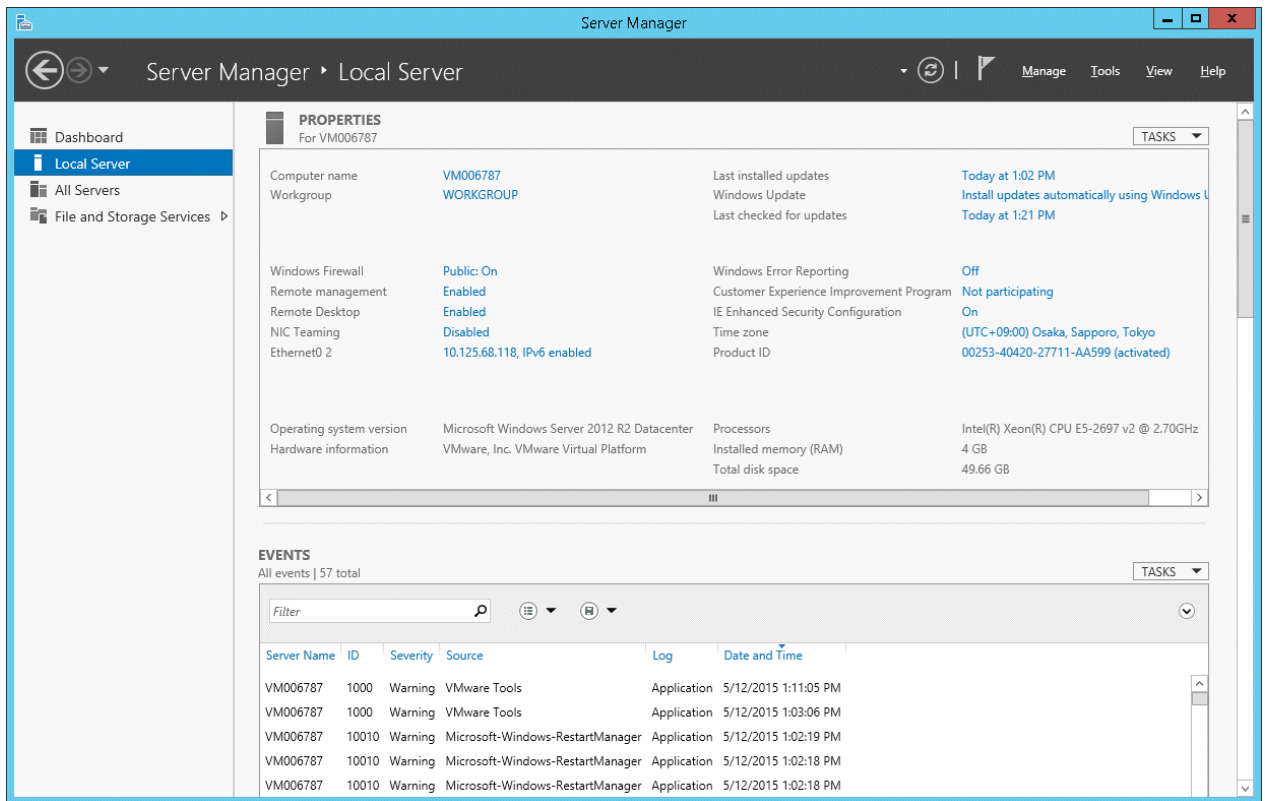 Server Manager
Server Manager ‣ Local Server
Manage Tools View Help
Dashboard
Local Server
All Servers
File and Storage Services
PROPERTIES
For VM006787
TASKS
Computer name VM006787 Last installed updates Today at 1:02 PM
Workgroup WORKGROUP Windows Update Install updates automatically using Windows U
Last checked for updates Today at 1:21 PM
Windows Firewall Public: On Windows Error Reporting Off
Remote management Enabled Customer Experience Improvement Program Not participating
Remote Desktop Enabled IE Enhanced Security Configuration On
NIC Teaming Disabled Time zone (UTC+09:00) Osaka, Sapporo, Tokyo
Ethernet0 2 10.125.68.118, IPv6 enabled Product ID 00253-40420-27711-AA599 (activated)
Operating system version Microsoft Windows Server 2012 R2 Datacenter Processors Intel(R) Xeon(R) CPU E5-2697 v2 @ 2.70GHz
Hardware information VMware, Inc. VMware Virtual Platform Installed memory (RAM) 4 GB
Total disk space 49.66 GB
EVENTS
All events | 57 total
TASKS
Filter
Server Name ID Severity Source Log Date and Time
VM006787 1000 Warning VMware Tools Application 5/12/2015 1:11:05 PM
VM006787 1000 Warning VMware Tools Application 5/12/2015 1:03:06 PM
VM006787 10010 Warning Microsoft-Windows-RestartManager Application 5/12/2015 1:02:19 PM
VM006787 10010 Warning Microsoft-Windows-RestartManager Application 5/12/2015 1:02:18 PM
VM006787 10010 Warning Microsoft-Windows-RestartManager Application 5/12/2015 1:02:18 PM